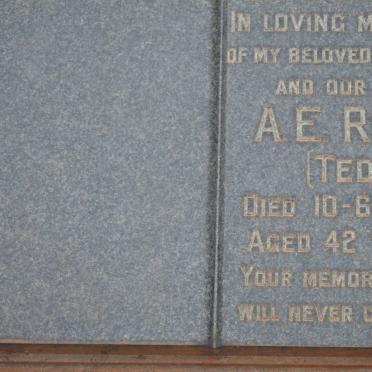 IN LOVING M
OF MY BELOVED
AND OUR
A E R
(TED
DIED 10-6
AGED 42
YOUR MEMOR
WILL NEVER